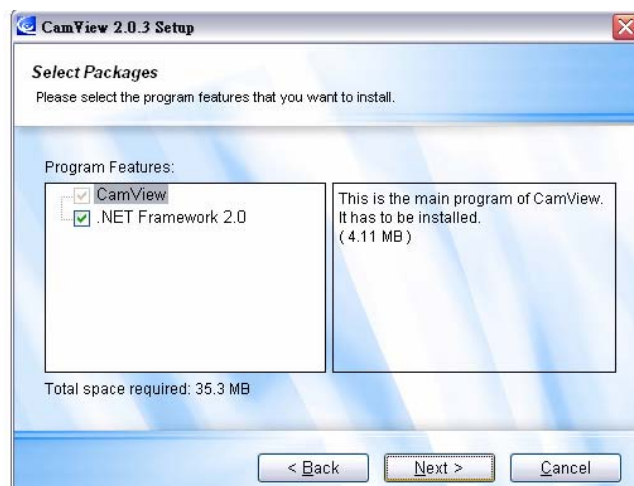 CamView 2.0.3 Setup
Select Packages
Please select the program features that you want to install.
Program Features:
CamView
.NET Framework 2.0
This is the main program of CamView.
It has to be installed.
( 4.11 MB )
Total space required: 35.3 MB
< Back
Next >
Cancel